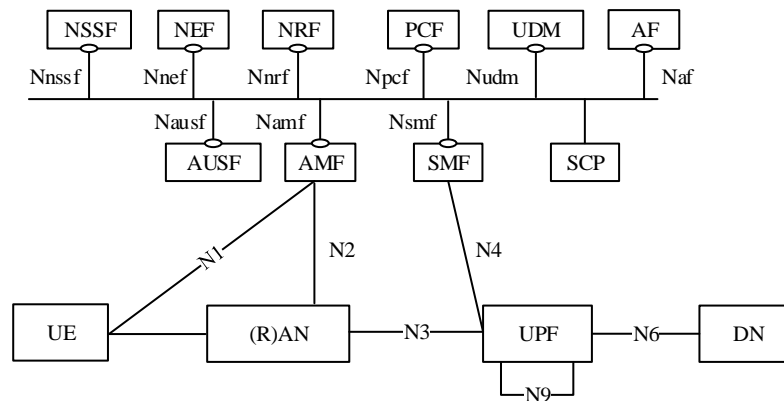 NSSF NEF NRF PCF UDM AF
Nnssf Nnef Nnrf Npcf Nudm Naf
Nausf Namf Nsmf
AUSF AMF SMF SCP
N1 N2 N4
UE (R)AN N3 UPF N6 DN
N9